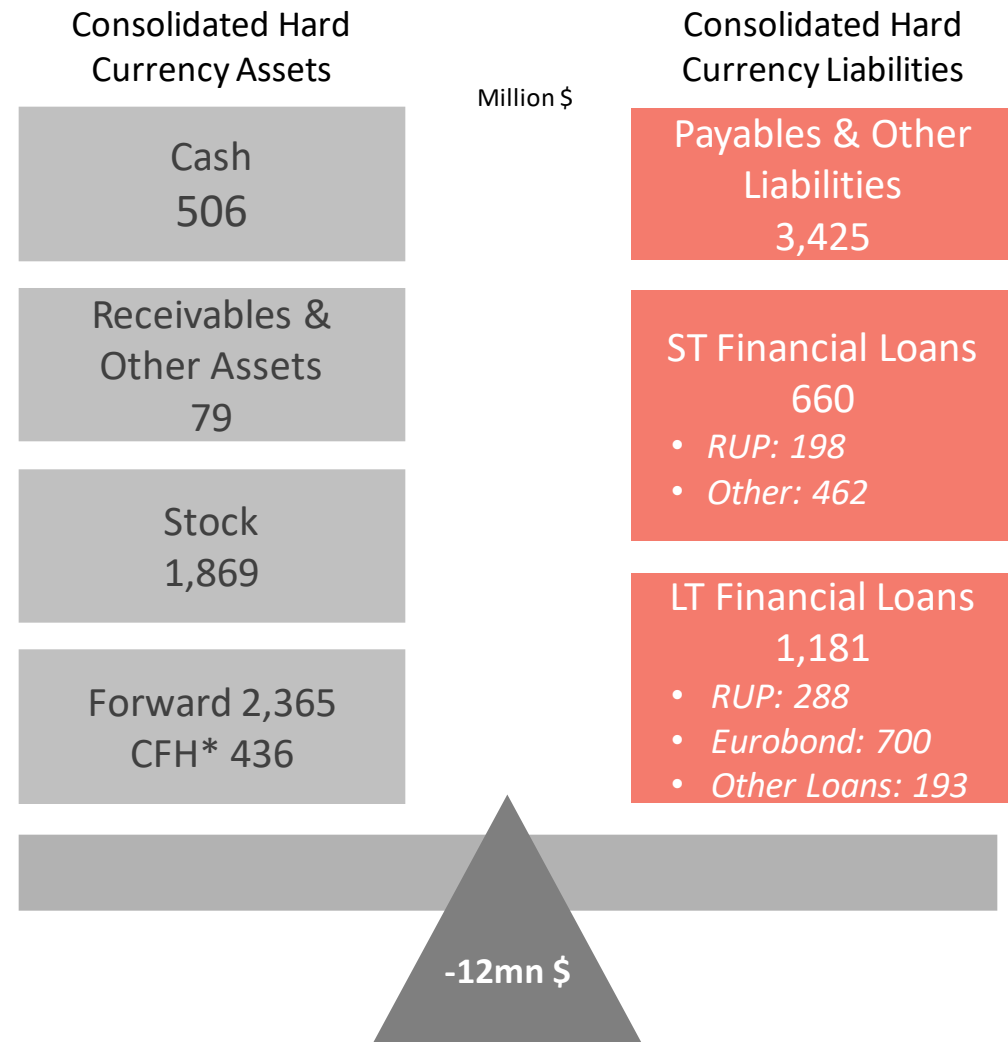 Consolidated Hard
Currency Assets
Million $
Consolidated Hard
Currency Liabilities
Cash
506
Receivables &
Other Assets
79
Stock
1,869
Forward 2,365
CFH* 436
Payables & Other
Liabilities
3,425
ST Financial Loans
660
• RUP: 198
• Other: 462
LT Financial Loans
1,181
• RUP: 288
• Eurobond: 700
• Other Loans: 193
-12mn $